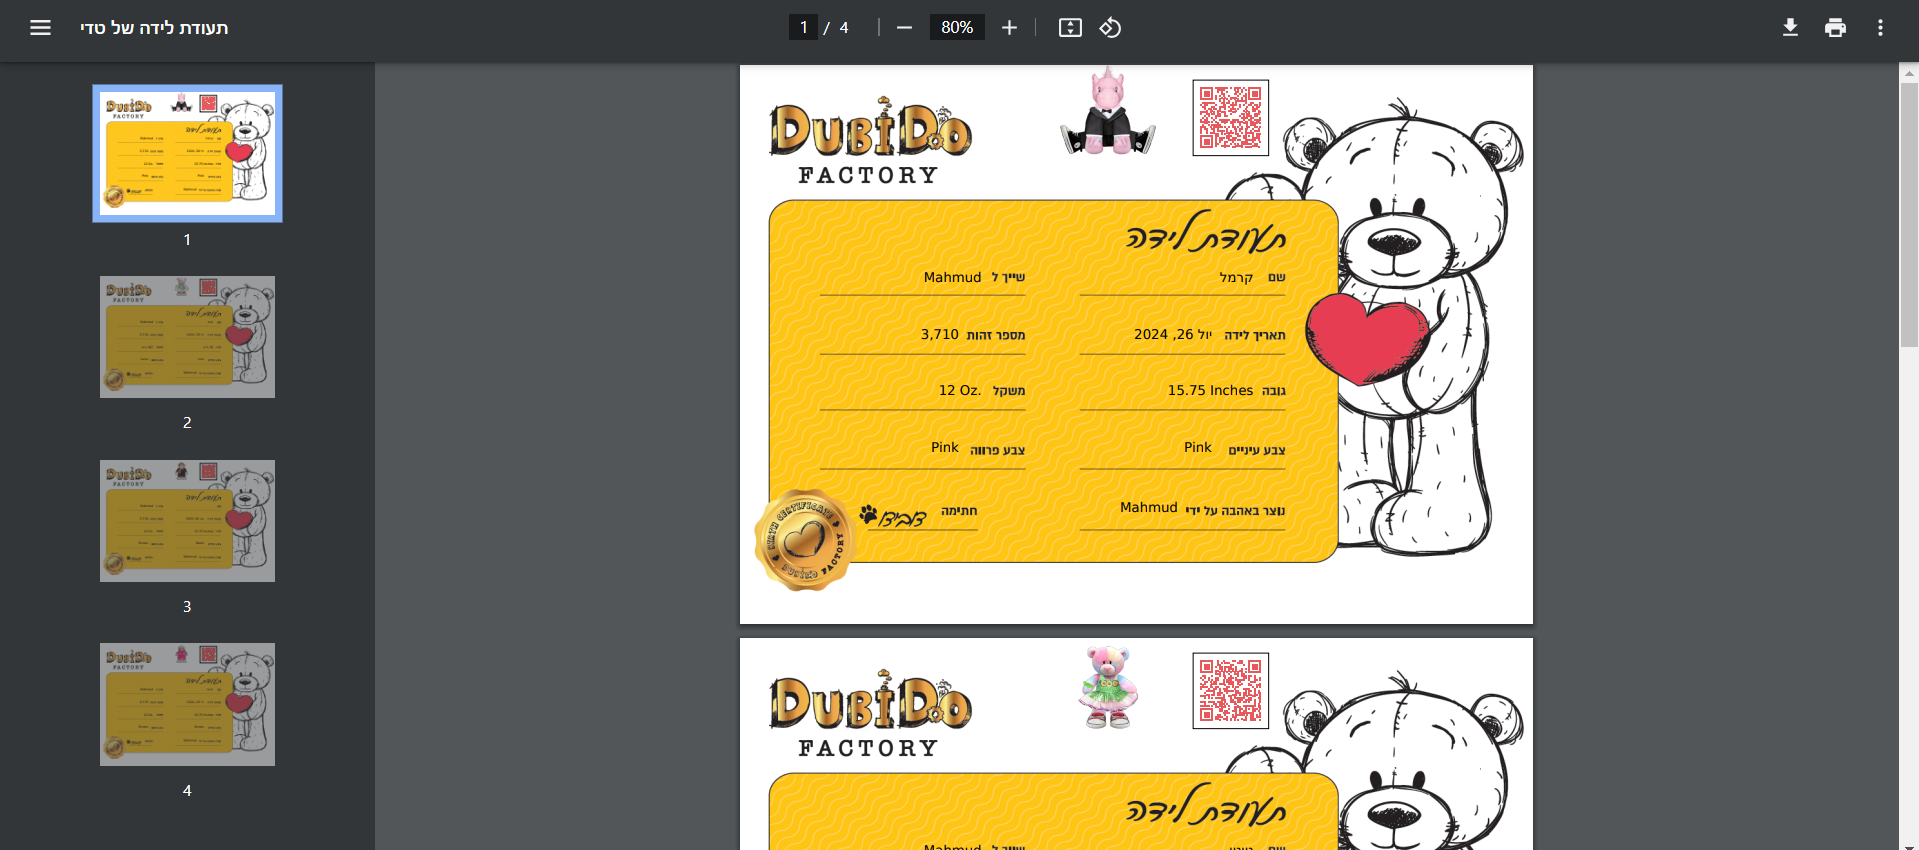 תעודת לידה של טדי
1 / 4
80%
1
2
3
4
DUBIDO
FACTORY
תעודת לידה
שם קרמל
שייך ל Mahmud
תאריך לידה יול 26, 2024
מספר זהות 3,710
גובה 15.75 Inches
משקל 12 Oz.
צבע עיניים Pink
צבע פרווה Pink
נוצר באהבה על ידי Mahmud
חתימה דובידו
BIRTH CERTIFICATE
DUBIDO FACTORY
DUBIDO
FACTORY
תעודת לידה
שם
שייך ל Mahmud